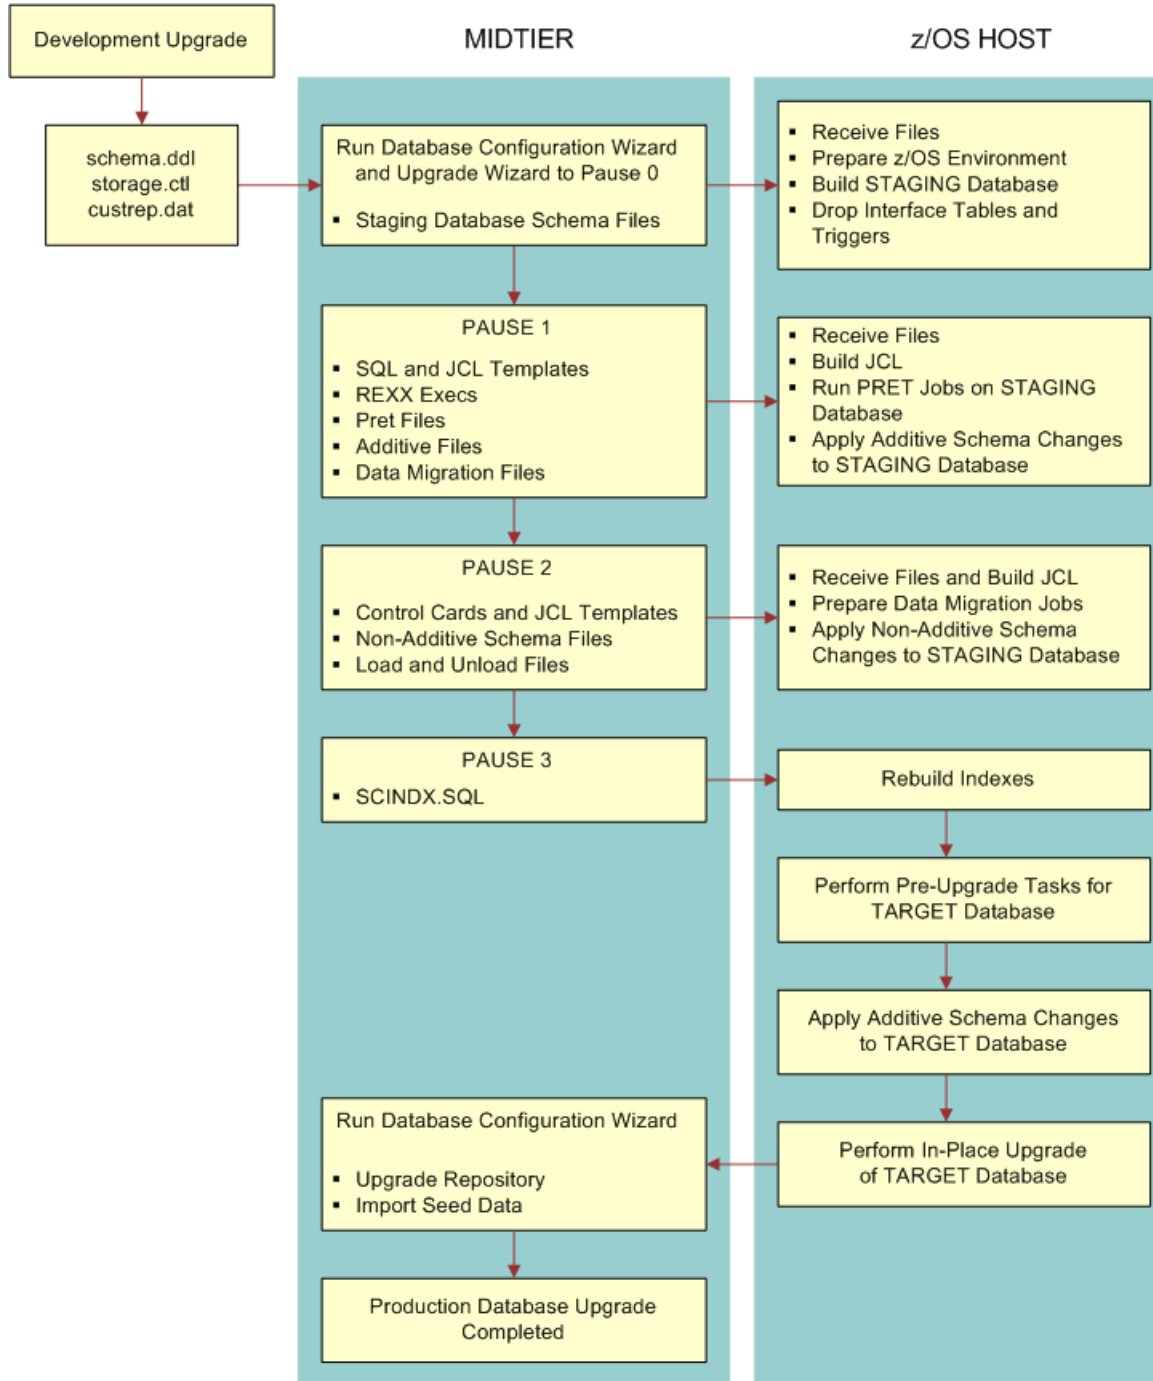 Development Upgrade
MIDTIER
z/OS HOST
schema.ddl
storage.ctl
custrep.dat
Run Database Configuration Wizard
and Upgrade Wizard to Pause 0
▪ Staging Database Schema Files
▪ Receive Files
▪ Prepare z/OS Environment
▪ Build STAGING Database
▪ Drop Interface Tables and
Triggers
PAUSE 1
▪ SQL and JCL Templates
▪ REXX Execs
▪ Pret Files
▪ Additive Files
▪ Data Migration Files
▪ Receive Files
▪ Build JCL
▪ Run PRET Jobs on STAGING
Database
▪ Apply Additive Schema Changes
to STAGING Database
PAUSE 2
▪ Control Cards and JCL Templates
▪ Non-Additive Schema Files
▪ Load and Unload Files
▪ Receive Files and Build JCL
▪ Prepare Data Migration Jobs
▪ Apply Non-Additive Schema
Changes to STAGING Database
PAUSE 3
▪ SCINDX.SQL
Rebuild Indexes
Perform Pre-Upgrade Tasks for
TARGET Database
Apply Additive Schema Changes
to TARGET Database
Perform In-Place Upgrade
of TARGET Database
Run Database Configuration Wizard
▪ Upgrade Repository
▪ Import Seed Data
Production Database Upgrade
Completed